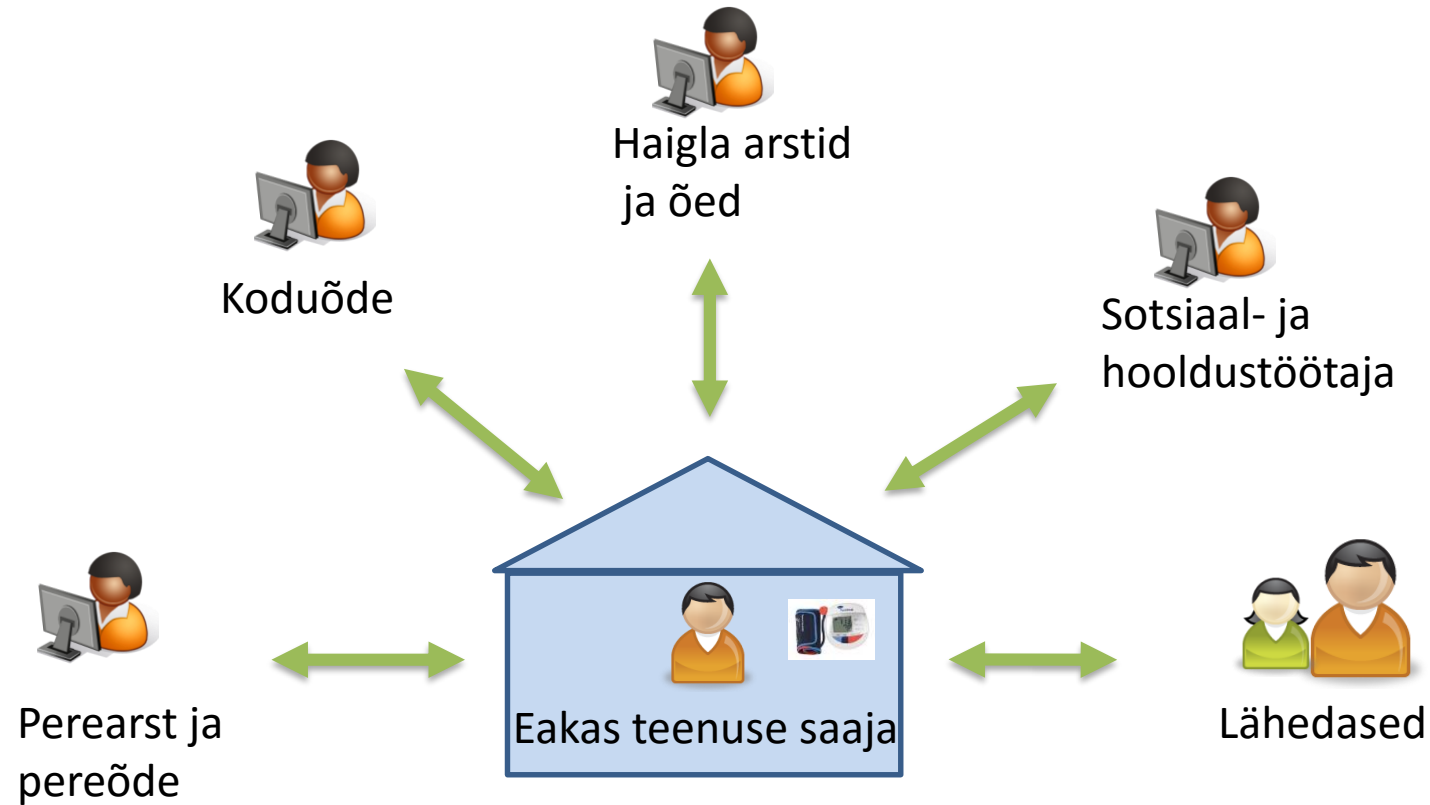 Haigla arstid
ja õed
Koduõde
Sotsiaal- ja
hooldustöötaja
Perearst ja
pereõde
Eakas teenuse saaja
Lähedased